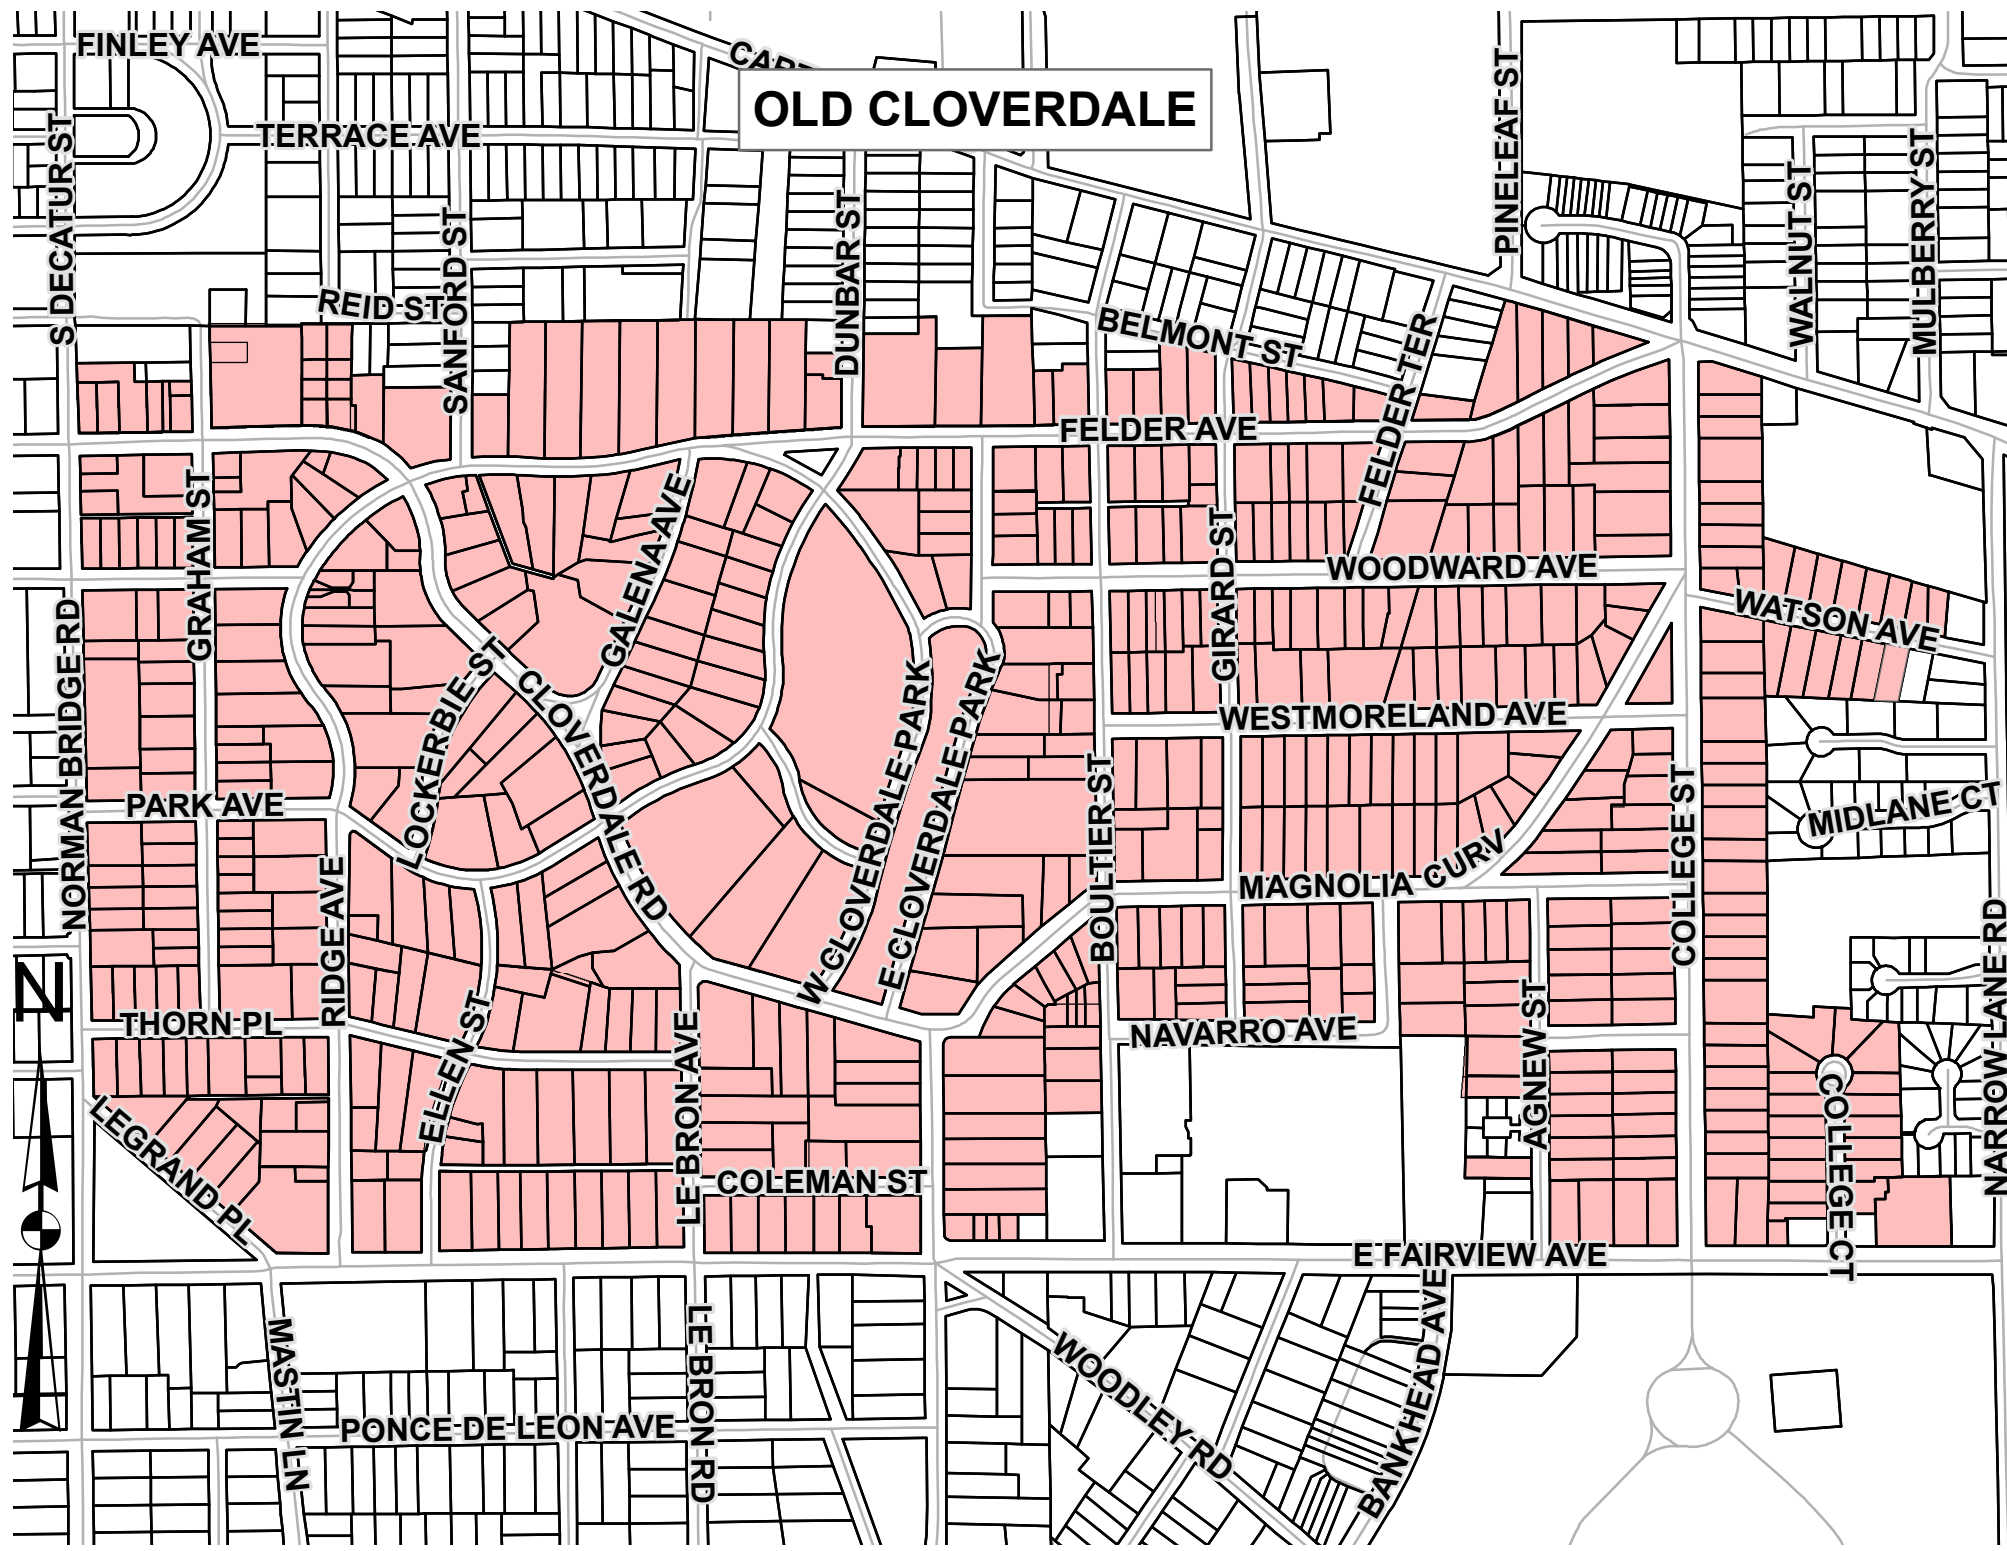 FINLEY AVE
OLD CLOVERDALE
S DECATUR ST
TERRACE AVE
PINELEAF ST
WALNUT ST
MULBERRY ST
SANFORD ST
DUNBAR ST
REID ST
BELMONT ST
FELDER TER
FELDER AVE
FELDER TER
GRAHAM ST
GALENA AVE
GIRARD ST
WOODWARD AVE
WATSON AVE
NORMAN BRIDGE RD
LOCKERBIE ST
CLOVERDALE RD
W CLOVERDALE PARK
E CLOVERDALE PARK
WESTMORELAND AVE
PARK AVE
BOULTIER ST
COLLEGE ST
MIDLANE CT
MAGNOLIA CURV
RIDGE AVE
N
THORN PL
ELLEN ST
LE BRON AVE
NAVARRO AVE
AGNEW ST
NARROW LANE RD
LEGRAND PL
COLEMAN ST
COLLEGE CT
E FAIRVIEW AVE
MASTIN LN
LE BRON RD
WOODLEY RD
BANKHEAD AVE
PONCE DE LEON AVE